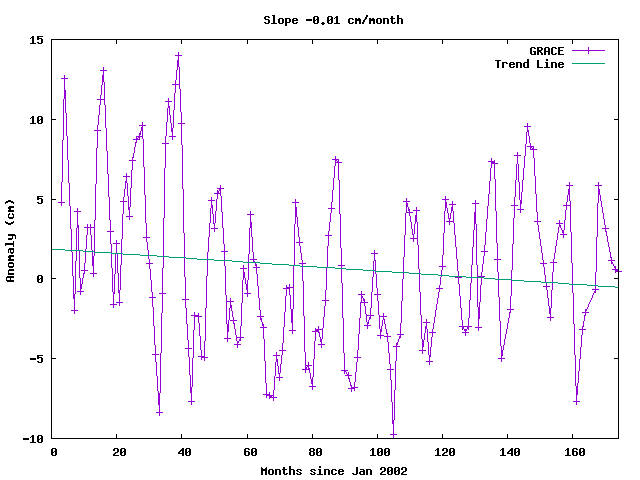 Slope -0.01 cm/month
GRACE
Trend Line
15
10
5
0
-5
-10
Anomaly (cm)
0 20 40 60 80 100 120 140 160
Months since Jan 2002